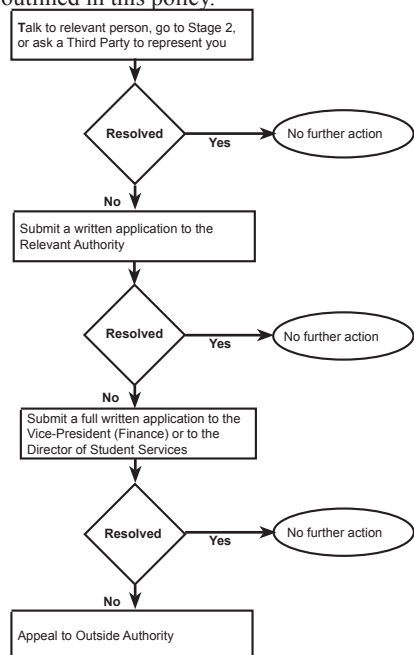 outlined in this policy.
Talk to relevant person, go to Stage 2,
or ask a Third Party to represent you
Resolved
Yes
No further action
No
Submit a written application to the
Relevant Authority
Resolved
Yes
No further action
No
Submit a full written application to the
Vice-President (Finance) or to the
Director of Student Services
Resolved
Yes
No further action
No
Appeal to Outside Authority